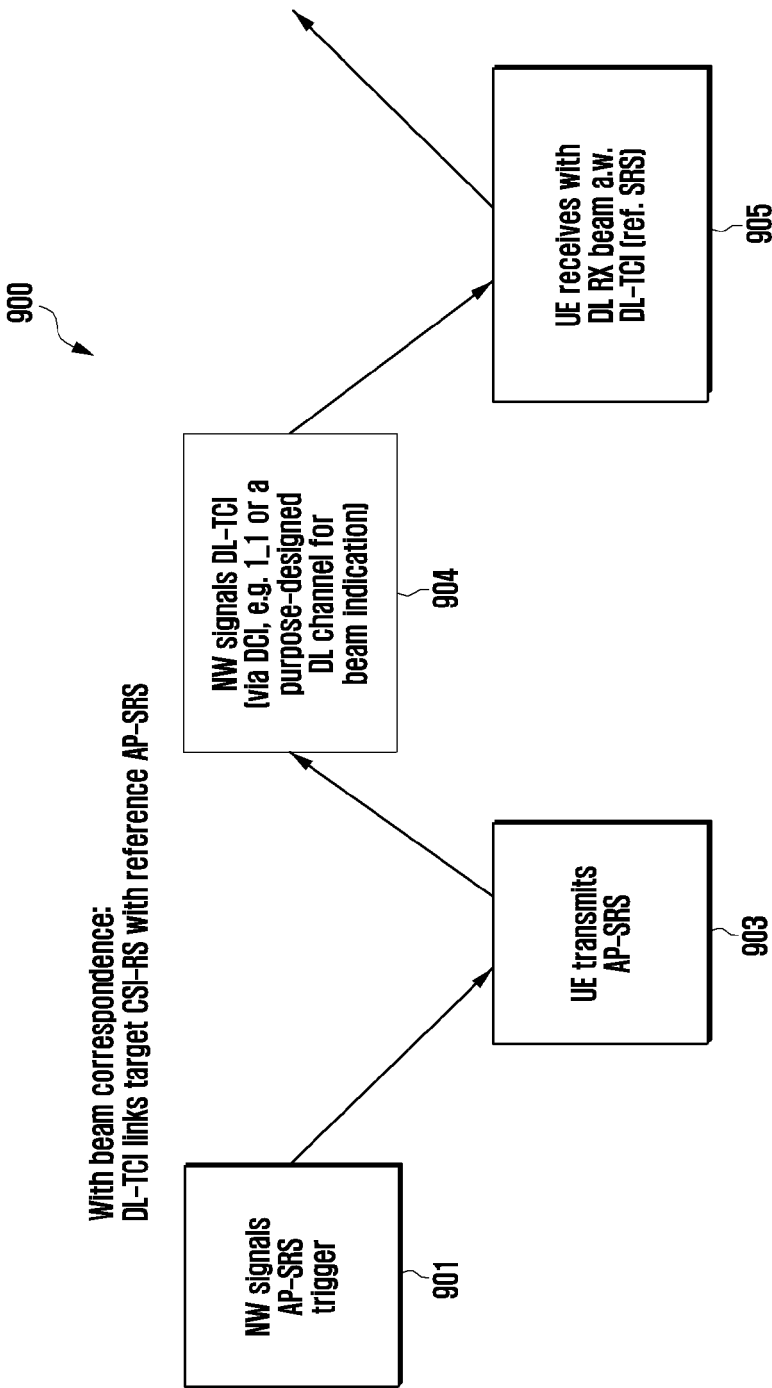 900
With beam correspondence:
DL-TCI links target CSI-RS with reference AP-SRS
NW signals
AP-SRS
trigger
901
UE transmits
AP-SRS
903
NW signals DL-TCI
(via DCI, e.g. 1_1 or a
purpose-designed
DL channel for
beam indication)
904
UE receives with
DL RX beam a.w.
DL-TCI (ref. SRS)
905